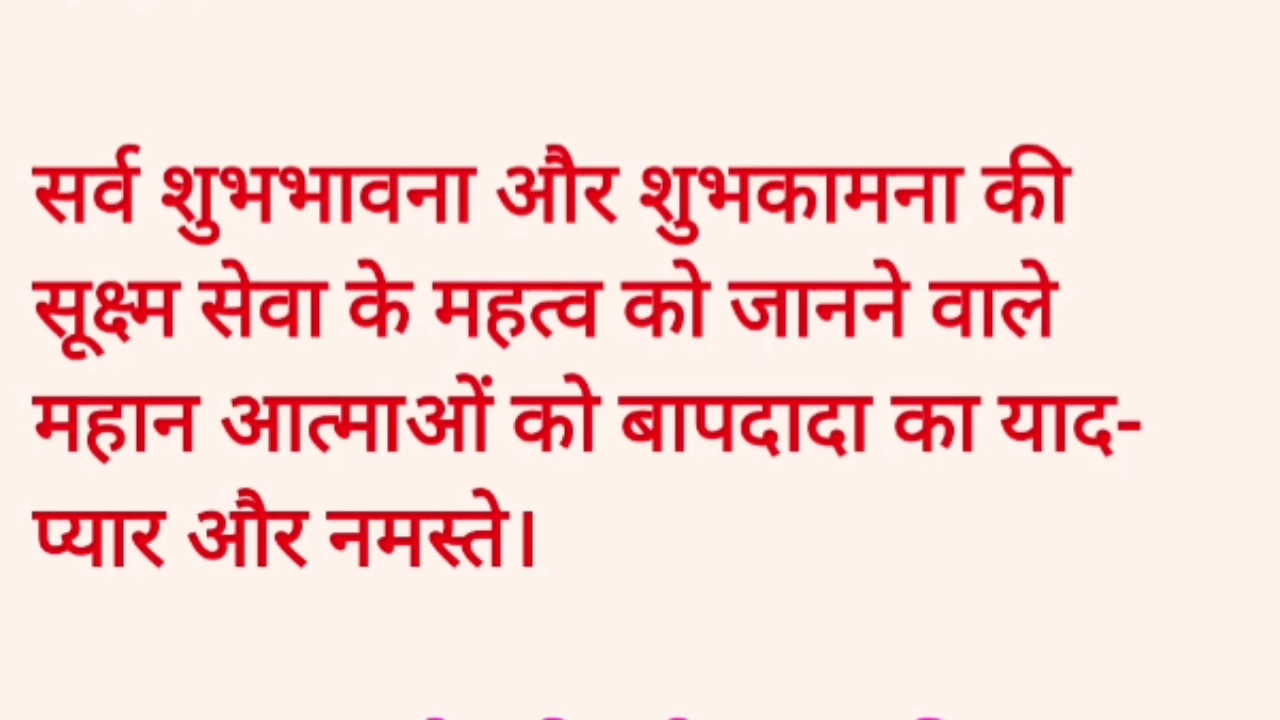 सर्व शुभभावना और शुभकामना की
सूक्ष्म सेवा के महत्व को जानने वाले
महान आत्माओं को बापदादा का याद-
प्यार और नमस्ते।